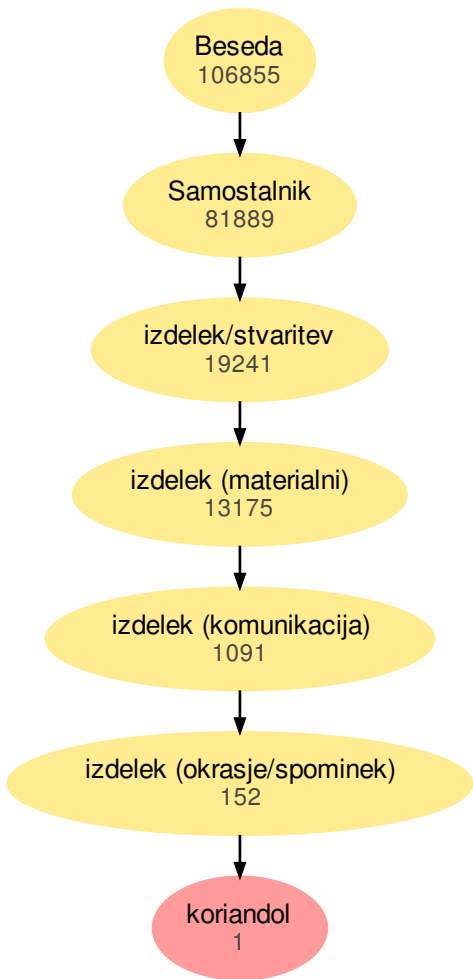 Beseda
106855
Samostalnik
81889
izdelek/stvaritev
19241
izdelek (materialni)
13175
izdelek (komunikacija)
1091
izdelek (okrasje/spominek)
152
koriandol
1